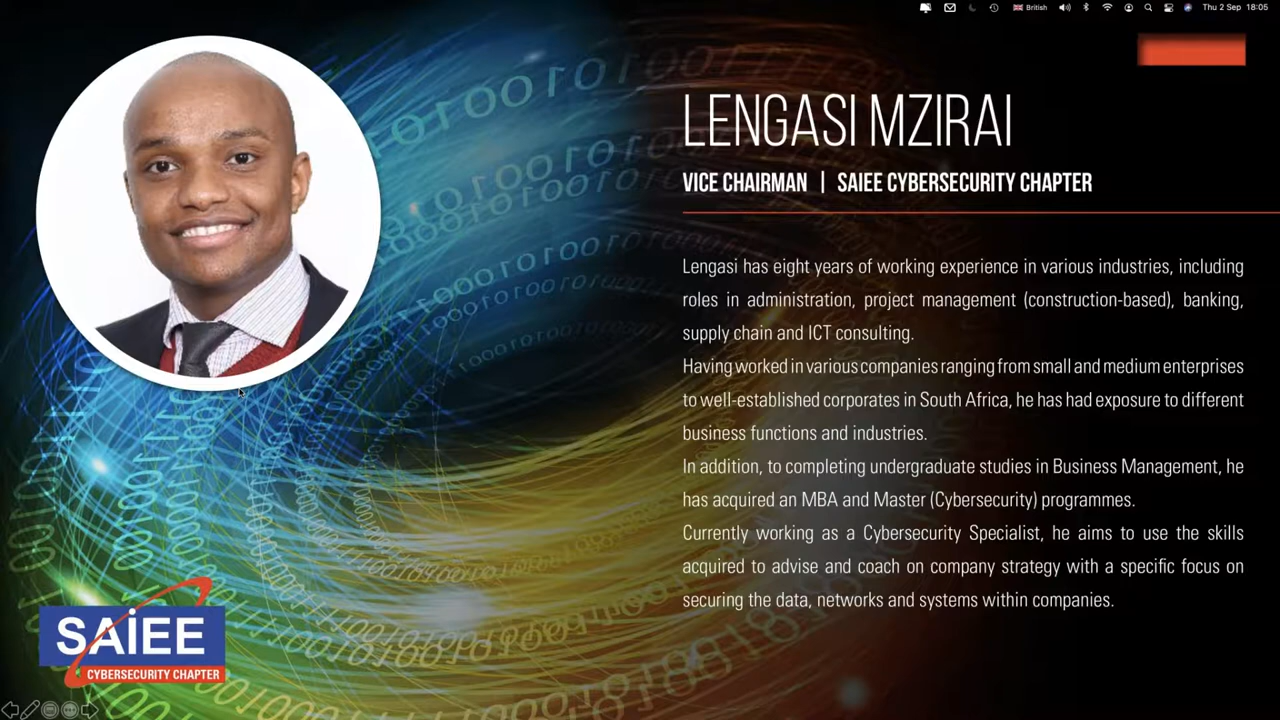 British
Thu 2 Sep 18:05
LENGASI MZIRAI
VICE CHAIRMAN | SAIEE CYBERSECURITY CHAPTER
Lengasi has eight years of working experience in various industries, including
roles in administration, project management (construction-based), banking,
supply chain and ICT consulting.
Having worked in various companies ranging from small and medium enterprises
to well-established corporates in South Africa, he has had exposure to different
business functions and industries.
In addition, to completing undergraduate studies in Business Management, he
has acquired an MBA and Master (Cybersecurity) programmes.
Currently working as a Cybersecurity Specialist, he aims to use the skills
acquired to advise and coach on company strategy with a specific focus on
securing the data, networks and systems within companies.
SAiEE
CYBERSECURITY CHAPTER